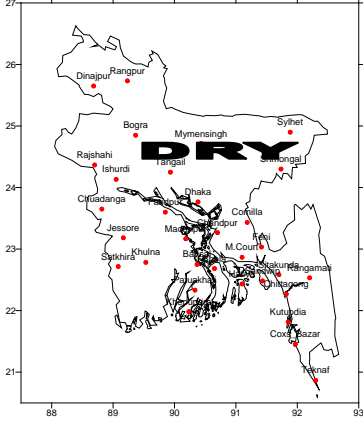 27
26
25
24
23
22
21
Rangpur
Dinajpur
Bogra
Sylhet
Mymensingh
DRY
Rajshahi
Ishurdi
Tangail
Srimongal
Chuadanga
Dhaka
Faridpur
Comilla
Jessore
Chandpur
Feni
M.Court
Satkhira
Khulna
Sitakunda
Rangamati
Chittagong
Patuakhali
Khepupara
Kutubdia
Coxs Bazar
Teknaf
88 89 90 91 92 93